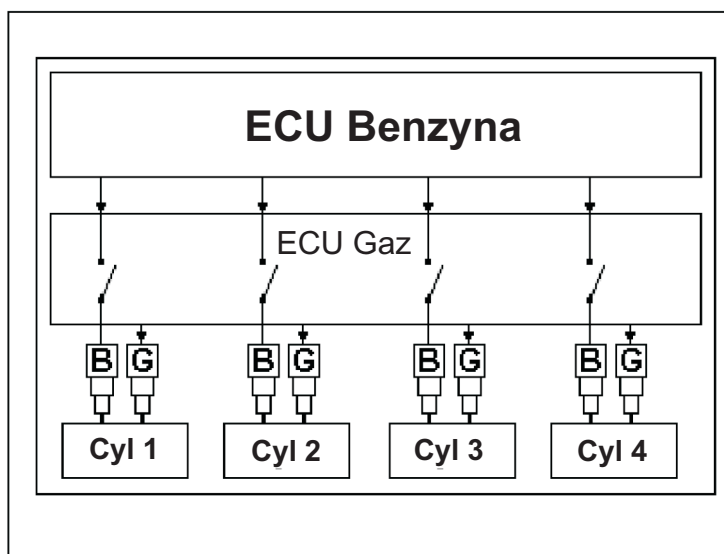 ECU Benzyna
ECU Gaz
B G B G B G B G
Cyl 1 Cyl 2 Cyl 3 Cyl 4